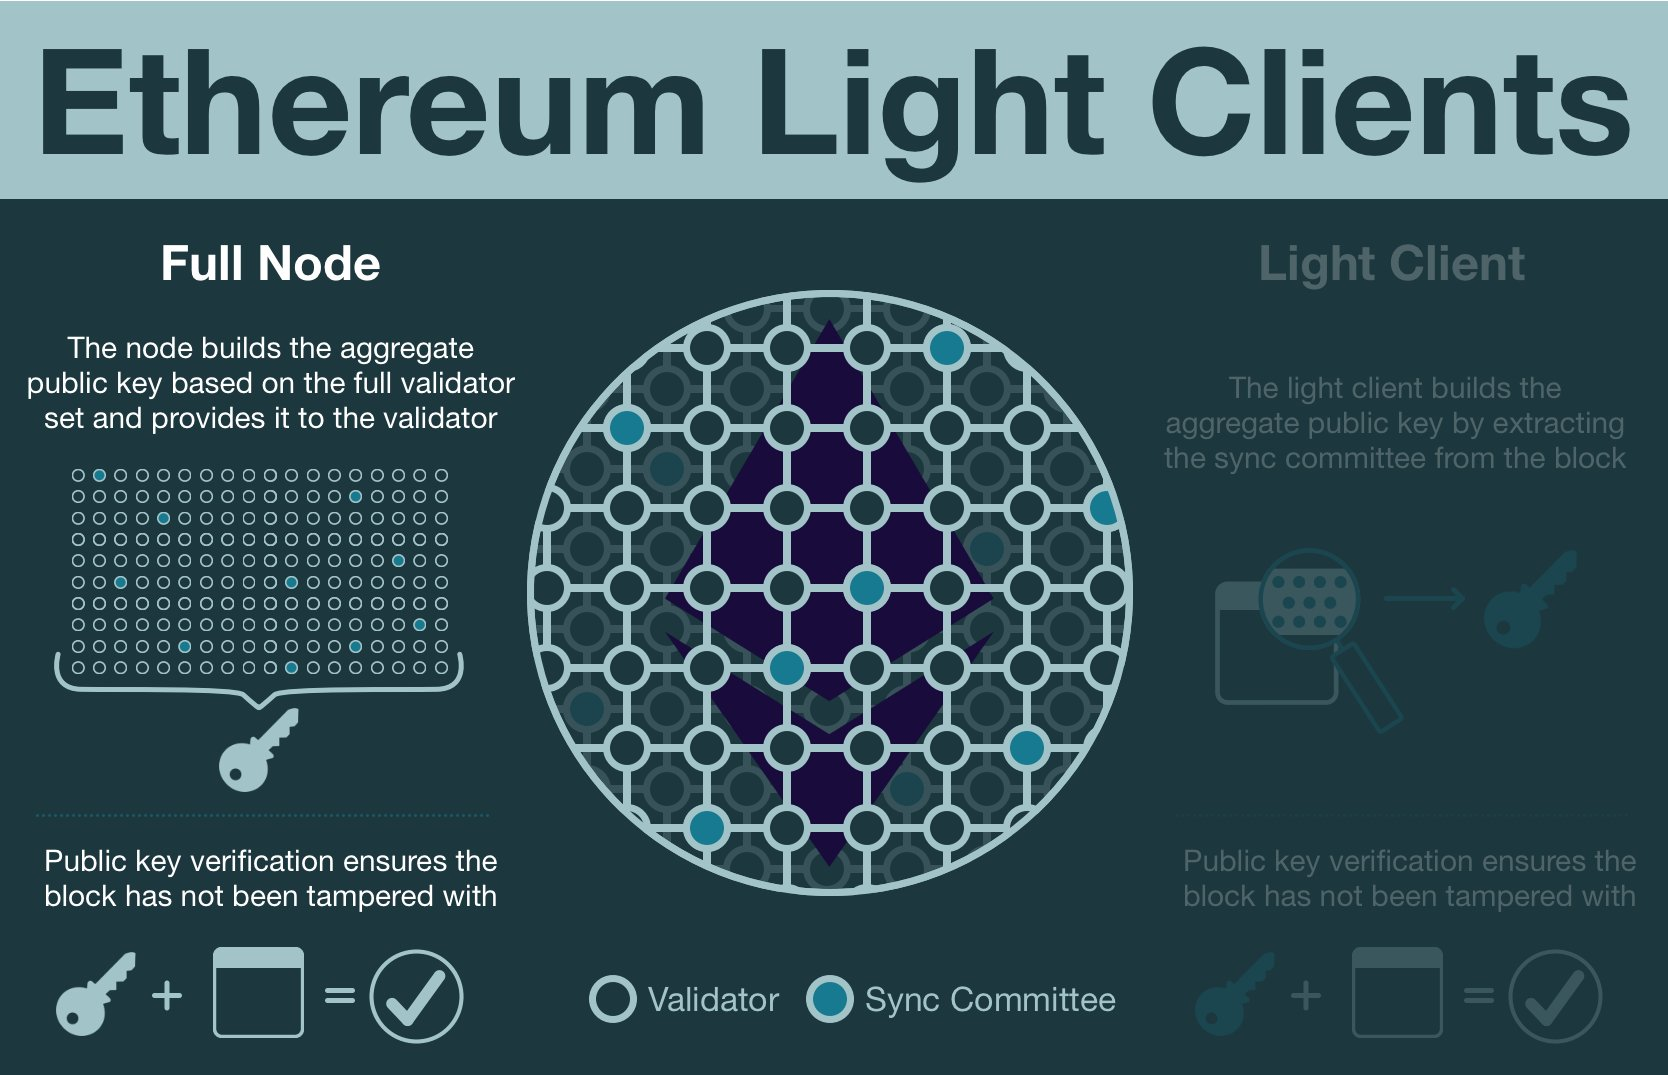 Ethereum Light Clients
Full Node
The node builds the aggregate
public key based on the full validator
set and provides it to the validator
Public key verification ensures the
block has not been tampered with
Validator
Sync Committee
Light Client
The light client builds the
aggregate public key by extracting
the sync committee from the block
Public key verification ensures the
block has not been tampered with